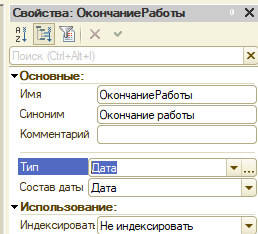 Свойства: ОкончаниеРаботы
Поиск (Ctrl+Alt+I)
Основные:
Имя ОкончаниеРаботы
Синоним Окончание работы
Комментарий
Тип Дата
Состав даты Дата
Использование:
Индексировать Не индексировать